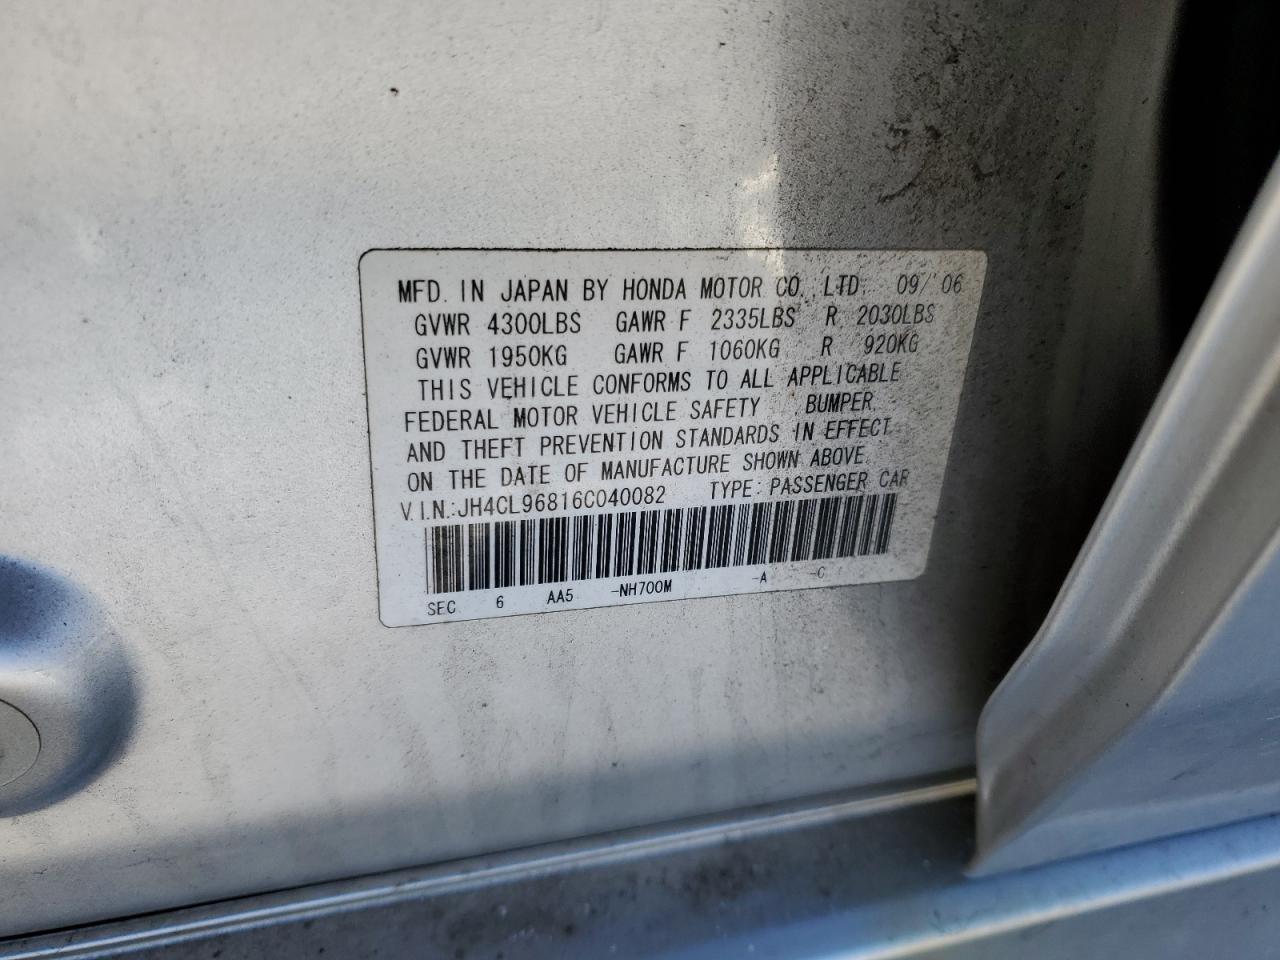 MFD. IN JAPAN BY HONDA MOTOR CO., LTD. 09/'06
GVWR 4300LBS GAWR F 2335LBS R 2030LBS
GVWR 1950KG GAWR F 1060KG R 920KG
THIS VEHICLE CONFORMS TO ALL APPLICABLE
FEDERAL MOTOR VEHICLE SAFETY, BUMPER,
AND THEFT PREVENTION STANDARDS IN EFFECT
ON THE DATE OF MANUFACTURE SHOWN ABOVE.
V.I.N.:JH4CL96816C040082 TYPE: PASSENGER CAR
SEC 6 AA5 -NH700M -A -C